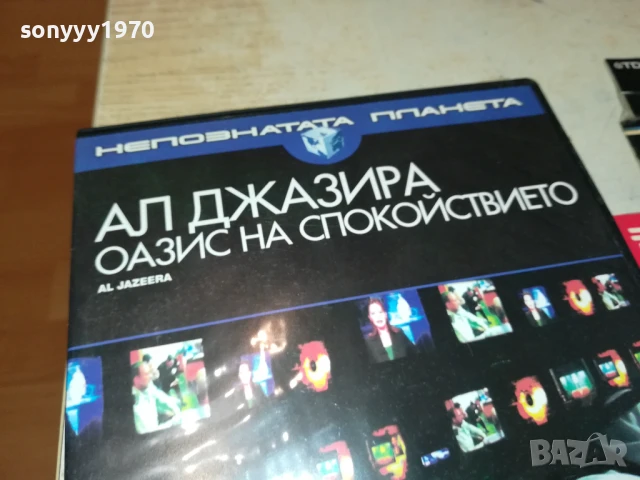 sonyyy1970
НЕПОЗНАТАТА ПЛАНЕТА
АЛ ДЖАЗИРА
ОАЗИС НА СПОКОЙСТВИЕТО
AL JAZEERA
BAZAR